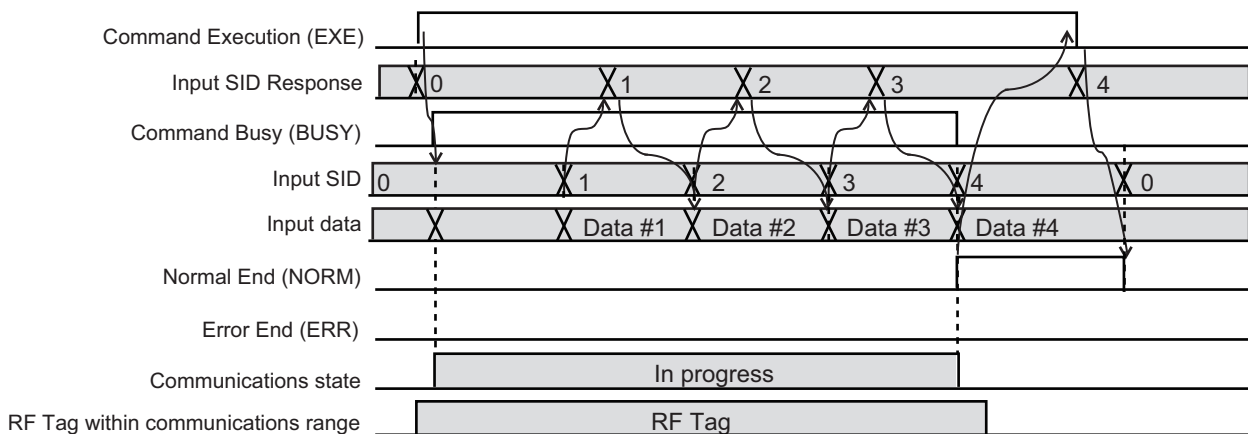 Command Execution (EXE)
Input SID Response 0 1 2 3 4
Command Busy (BUSY)
Input SID 0 1 2 3 4 0
Input data Data #1 Data #2 Data #3 Data #4
Normal End (NORM)
Error End (ERR)
Communications state In progress
RF Tag within communications range RF Tag